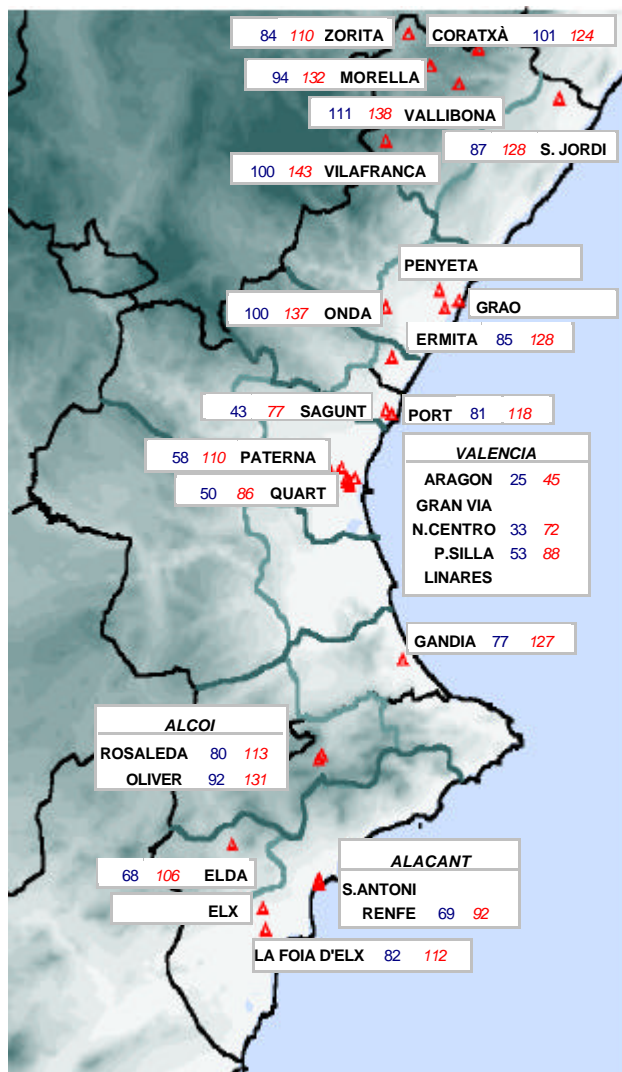 84 110 ZORITA
CORATXÀ 101 124
94 132 MORELLA
111 138 VALLIBONA
87 128 S. JORDI
100 143 VILAFRANCA
PENYETA
100 137 ONDA
GRAO
ERMITA 85 128
43 77 SAGUNT
PORT 81 118
58 110 PATERNA
50 86 QUART
VALENCIA
ARAGON 25 45
GRAN VIA
N.CENTRO 33 72
P.SILLA 53 88
LINARES
GANDIA 77 127
ALCOI
ROSALEDA 80 113
OLIVER 92 131
68 106 ELDA
ELX
ALACANT
S.ANTONI
RENFE 69 92
LA FOIA D'ELX 82 112